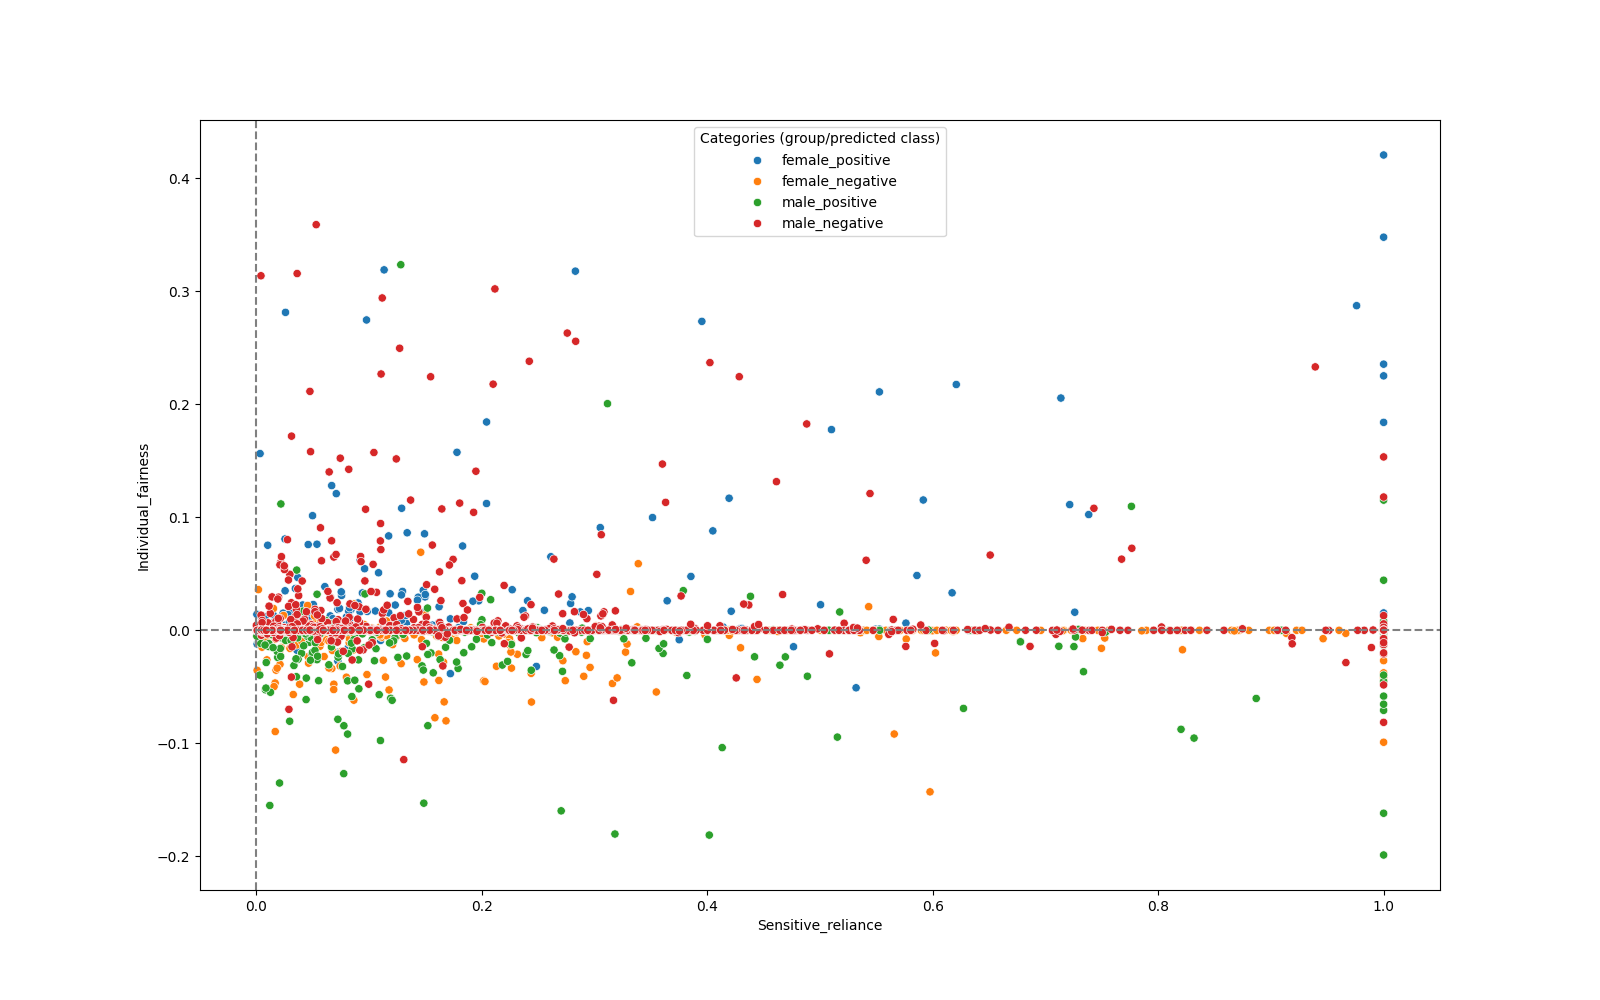 Categories (group/predicted class)
female_positive
female_negative
male_positive
male_negative
0.4
0.3
0.2
0.1
0.0
−0.1
−0.2
Individual_fairness
0.0 0.2 0.4 0.6 0.8 1.0
Sensitive_reliance